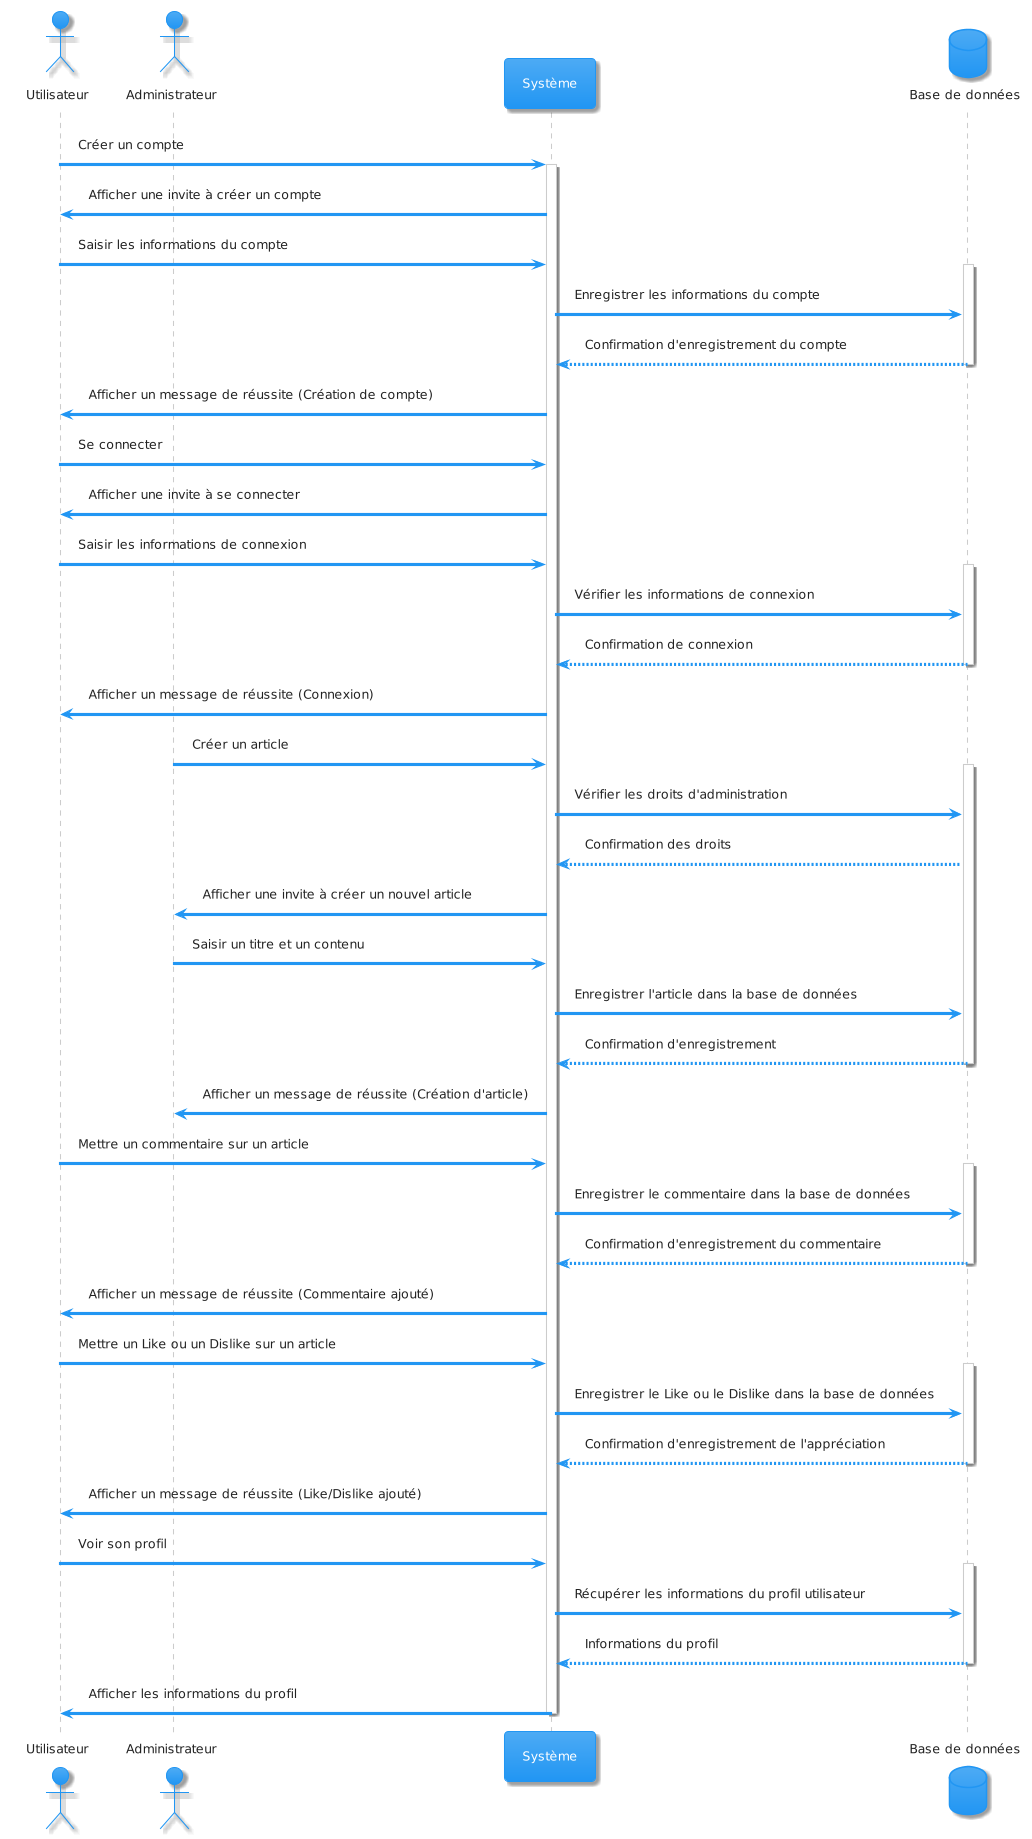 Utilisateur
Administrateur
Système
Base de données
Créer un compte
Afficher une invite à créer un compte
Saisir les informations du compte
Enregistrer les informations du compte
Confirmation d'enregistrement du compte
Afficher un message de réussite (Création de compte)
Se connecter
Afficher une invite à se connecter
Saisir les informations de connexion
Vérifier les informations de connexion
Confirmation de connexion
Afficher un message de réussite (Connexion)
Créer un article
Vérifier les droits d'administration
Confirmation des droits
Afficher une invite à créer un nouvel article
Saisir un titre et un contenu
Enregistrer l'article dans la base de données
Confirmation d'enregistrement
Afficher un message de réussite (Création d'article)
Mettre un commentaire sur un article
Enregistrer le commentaire dans la base de données
Confirmation d'enregistrement du commentaire
Afficher un message de réussite (Commentaire ajouté)
Mettre un Like ou un Dislike sur un article
Enregistrer le Like ou le Dislike dans la base de données
Confirmation d'enregistrement de l'appréciation
Afficher un message de réussite (Like/Dislike ajouté)
Voir son profil
Récupérer les informations du profil utilisateur
Informations du profil
Afficher les informations du profil
Utilisateur
Administrateur
Système
Base de données